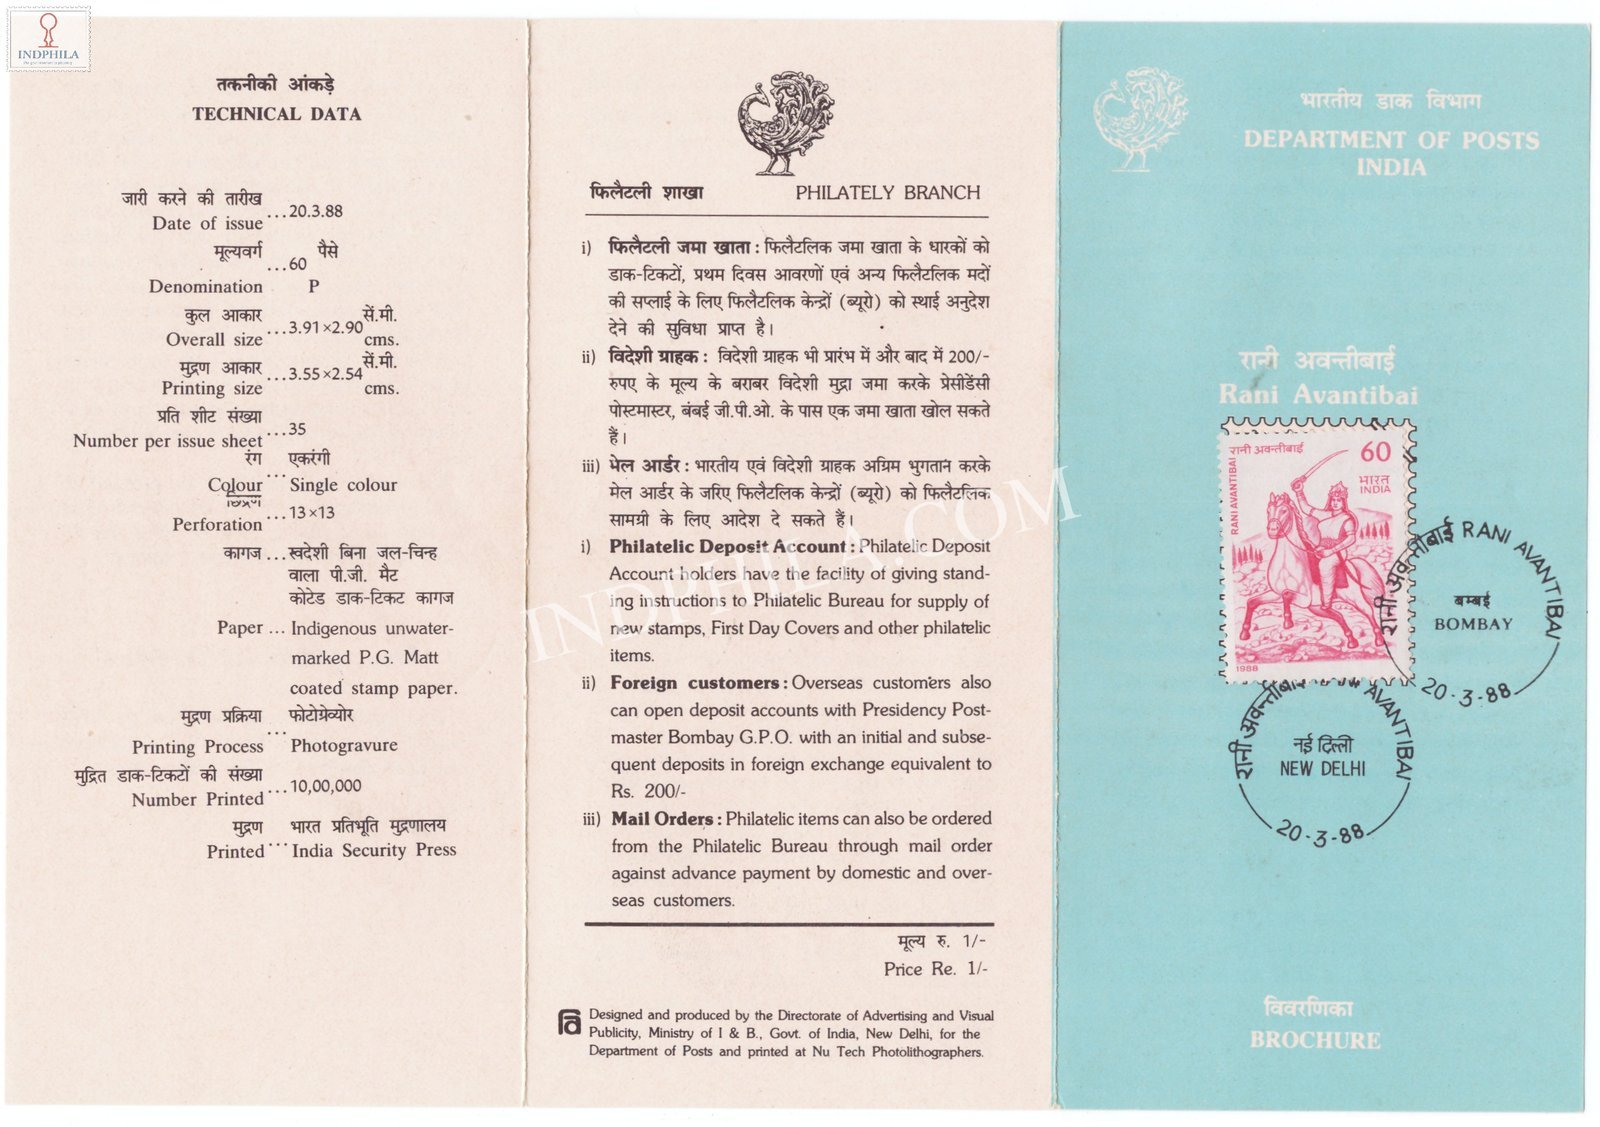 INDPHILA
तकनीकी आंकड़े
TECHNICAL DATA
जारी करने की तारीख
Date of issue ...20.3.88
मूल्यवर्ग पैसे
...60
Denomination P
कुल आकार सें.मी.
Overall size ...3.91×2.90 cms.
मुद्रण आकार सें.मी.
Printing size ...3.55×2.54 cms.
प्रति शीट संख्या
Number per issue sheet ...35
रंग एकरंगी
Colour ... Single colour
छिद्रण
Perforation ...13×13
कागज ... स्वदेशी बिना जल-चिन्ह
वाला पी.जी. मैट
कोटेड डाक-टिकट कागज
Paper ... Indigenous unwater-
marked P.G. Matt
coated stamp paper.
मुद्रण प्रक्रिया फोटोग्रेव्योर
...
Printing Process Photogravure
मुद्रित डाक-टिकटों की संख्या
Number Printed ...10,00,000
मुद्रण भारत प्रतिभूति मुद्रणालय
Printed ... India Security Press
फिलैटली शाखा PHILATELY BRANCH
i) फिलैटली जमा खाता : फिलैटलिक जमा खाता के धारकों को
डाक-टिकटों, प्रथम दिवस आवरणों एवं अन्य फिलैटलिक मदों
की सप्लाई के लिए फिलैटलिक केन्द्रों (ब्यूरो) को स्थाई अनुदेश
देने की सुविधा प्राप्त है।
ii) विदेशी ग्राहक : विदेशी ग्राहक भी प्रारंभ में और बाद में 200/-
रुपए के मूल्य के बराबर विदेशी मुद्रा जमा करके प्रेसीडेंसी
पोस्टमास्टर, बंबई जी.पी.ओ. के पास एक जमा खाता खोल सकते
हैं।
iii) मेल आर्डर : भारतीय एवं विदेशी ग्राहक अग्रिम भुगतान करके
मेल आर्डर के जरिए फिलैटलिक केन्द्रों (ब्यूरो) को फिलैटलिक
सामग्री के लिए आदेश दे सकते हैं।
i) Philatelic Deposit Account : Philatelic Deposit
Account holders have the facility of giving stand-
ing instructions to Philatelic Bureau for supply of
new stamps, First Day Covers and other philatelic
items.
ii) Foreign customers : Overseas customers also
can open deposit accounts with Presidency Post-
master Bombay G.P.O. with an initial and subse-
quent deposits in foreign exchange equivalent to
Rs. 200/-
iii) Mail Orders : Philatelic items can also be ordered
from the Philatelic Bureau through mail order
against advance payment by domestic and over-
seas customers.
मूल्य रु. 1/-
Price Re. 1/-
Designed and produced by the Directorate of Advertising and Visual
Publicity, Ministry of I & B., Govt. of India, New Delhi, for the
Department of Posts and printed at Nu Tech Photolithographers.
INDPHILA.COM
भारतीय डाक विभाग
DEPARTMENT OF POSTS
INDIA
रानी अवन्तीबाई
Rani Avantibai
रानी अवन्तीबाई 60
भारत
INDIA
RANI AVANTIBAI
1988
रानी अवन्तीबाई RANI AVANTIBAI
बम्बई
BOMBAY
20-3-88
रानी अवन्तीबाई RANI AVANTIBAI
नई दिल्ली
NEW DELHI
20-3-88
विवरणिका
BROCHURE